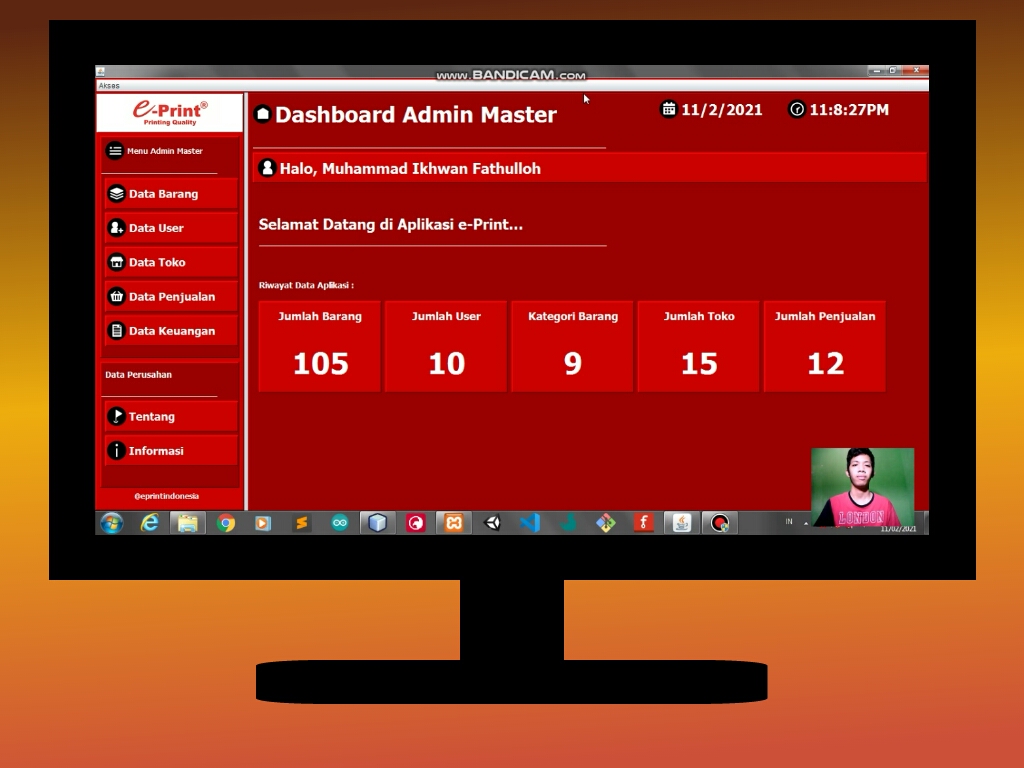 www.BANDICAM.com
Akses
e-Print®
Printing Quality
Menu Admin Master
Data Barang
Data User
Data Toko
Data Penjualan
Data Keuangan
Data Perusahan
Tentang
Informasi
@eprintindonesia
Dashboard Admin Master
11/2/2021
11:8:27PM
Halo, Muhammad Ikhwan Fathulloh
Selamat Datang di Aplikasi e-Print...
Riwayat Data Aplikasi :
Jumlah Barang
105
Jumlah User
10
Kategori Barang
9
Jumlah Toko
15
Jumlah Penjualan
12
LONDON
IN
11/02/2021